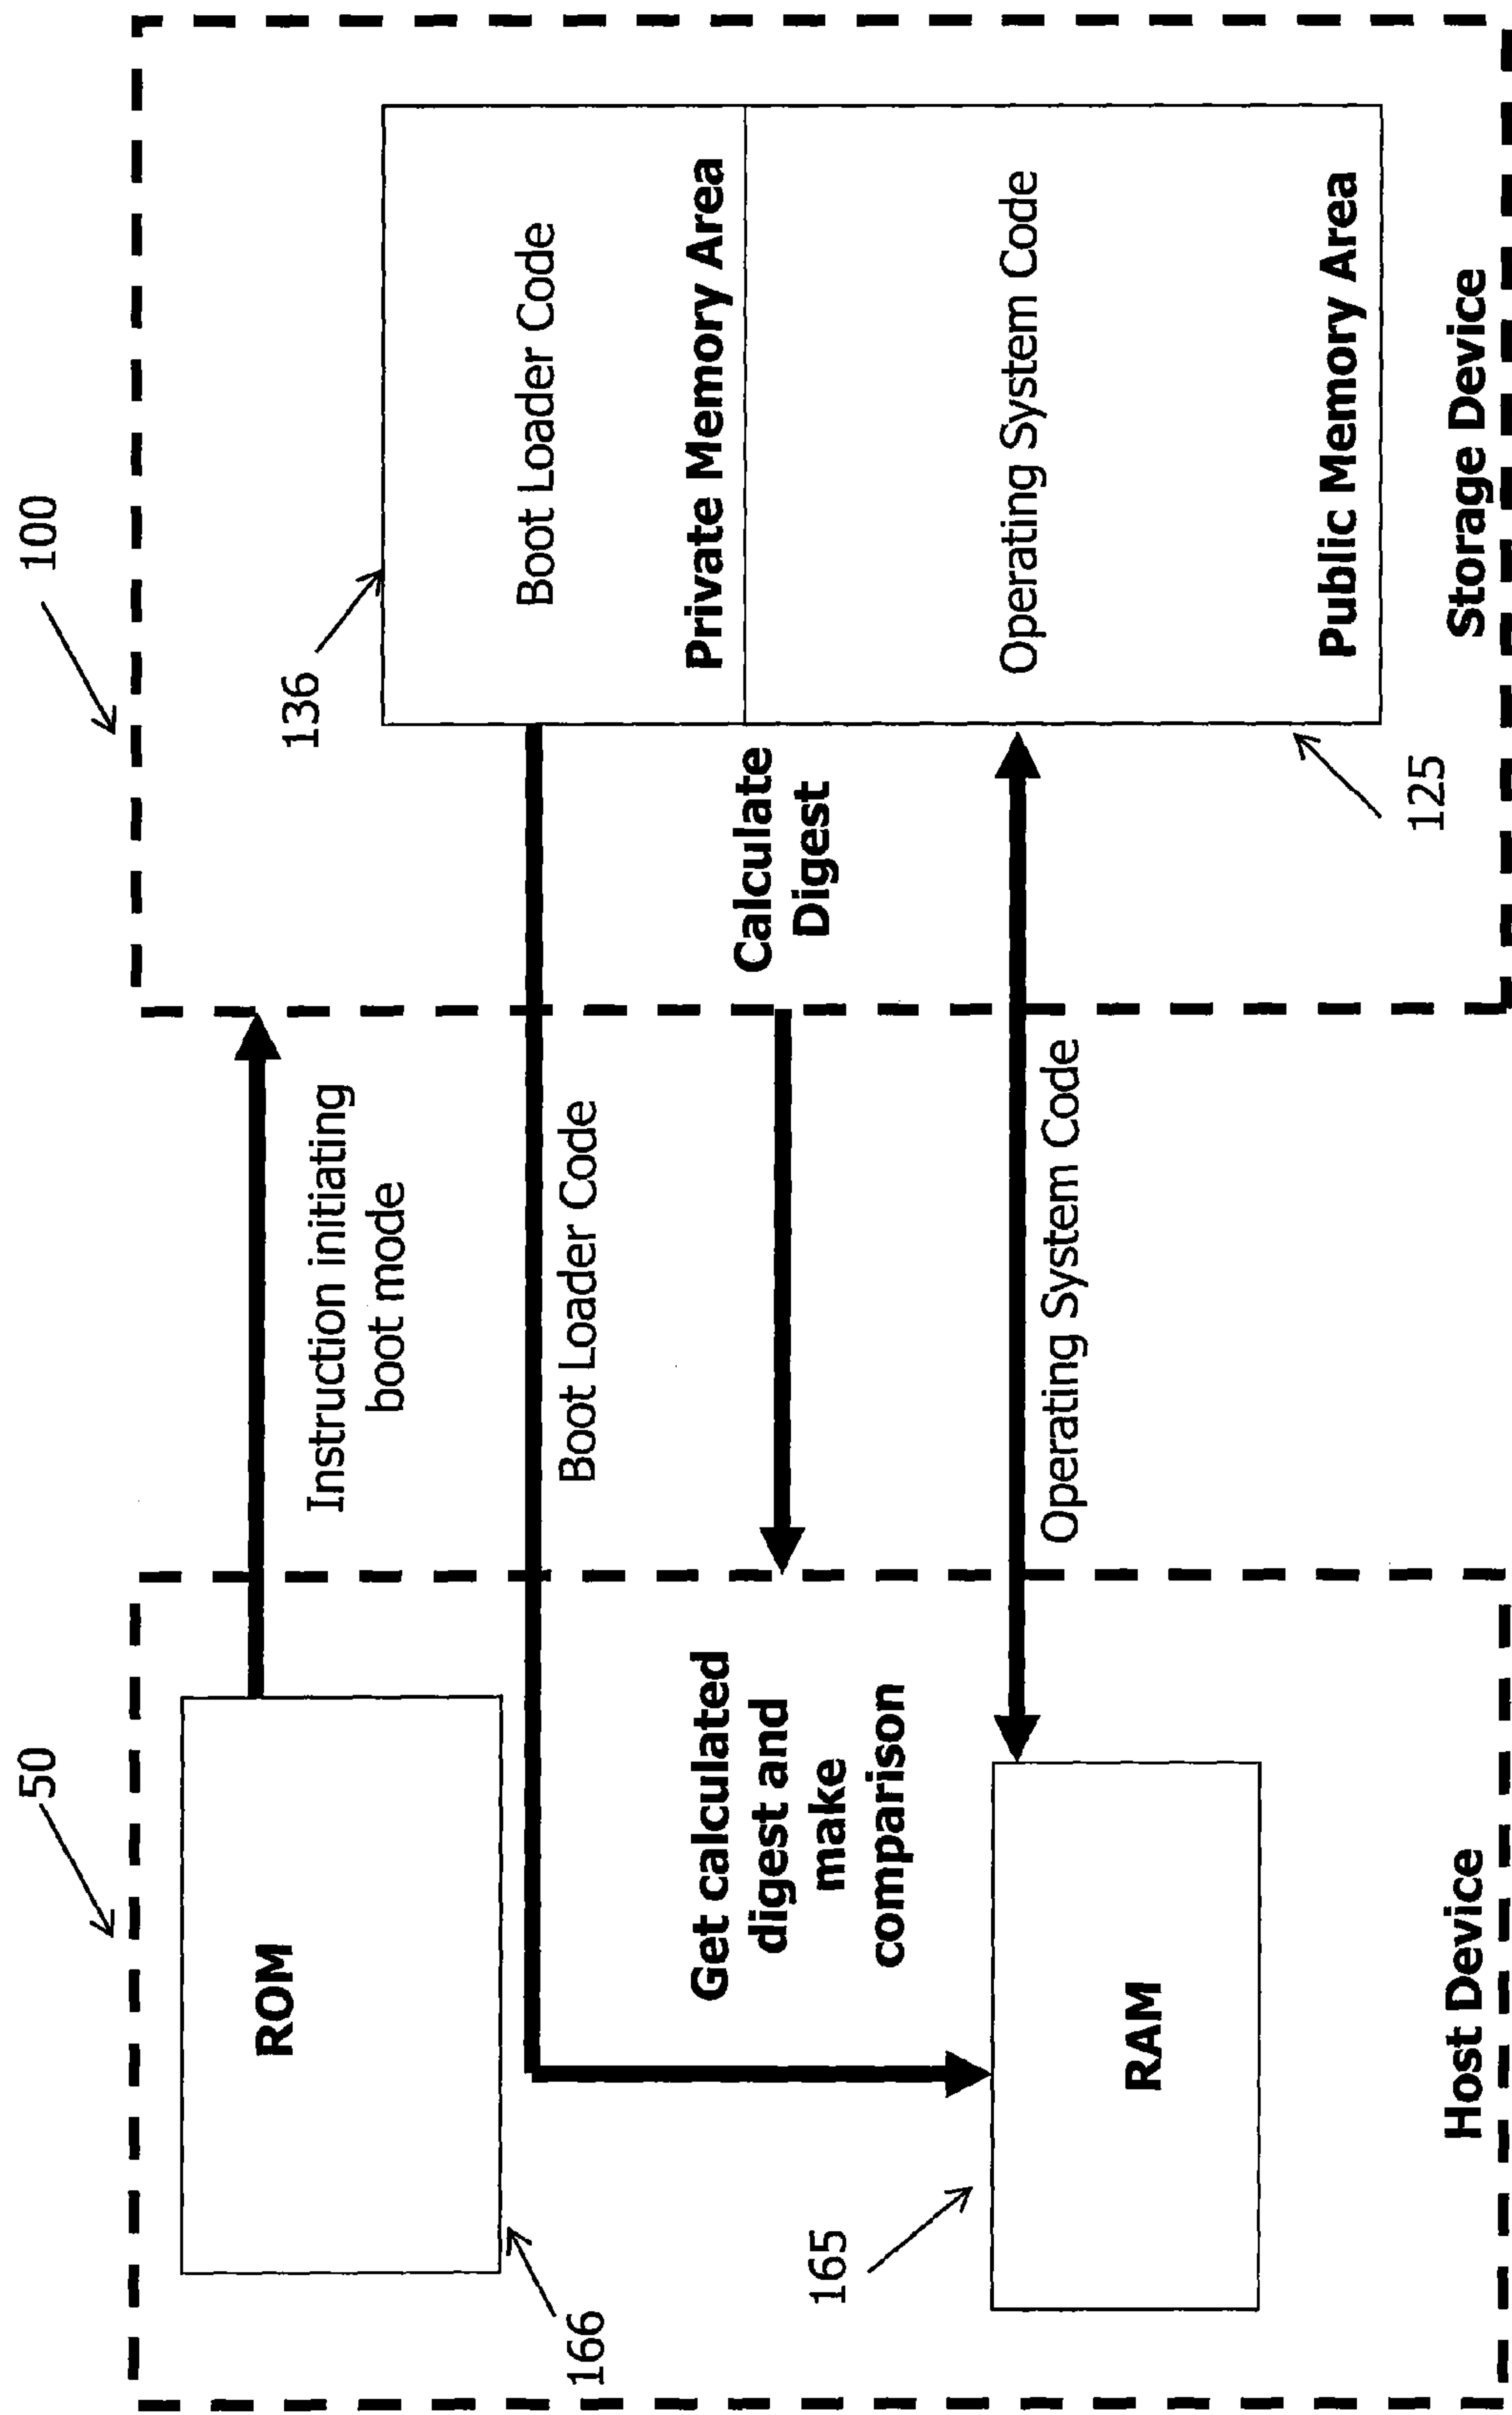 50
100
ROM
166
Instruction initiating
boot mode
136
Boot Loader Code
Private Memory Area
Boot Loader Code
Get calculated
digest and
make
comparison
Calculate
Digest
165
RAM
Operating System Code
Operating System Code
Public Memory Area
125
Host Device
Storage Device